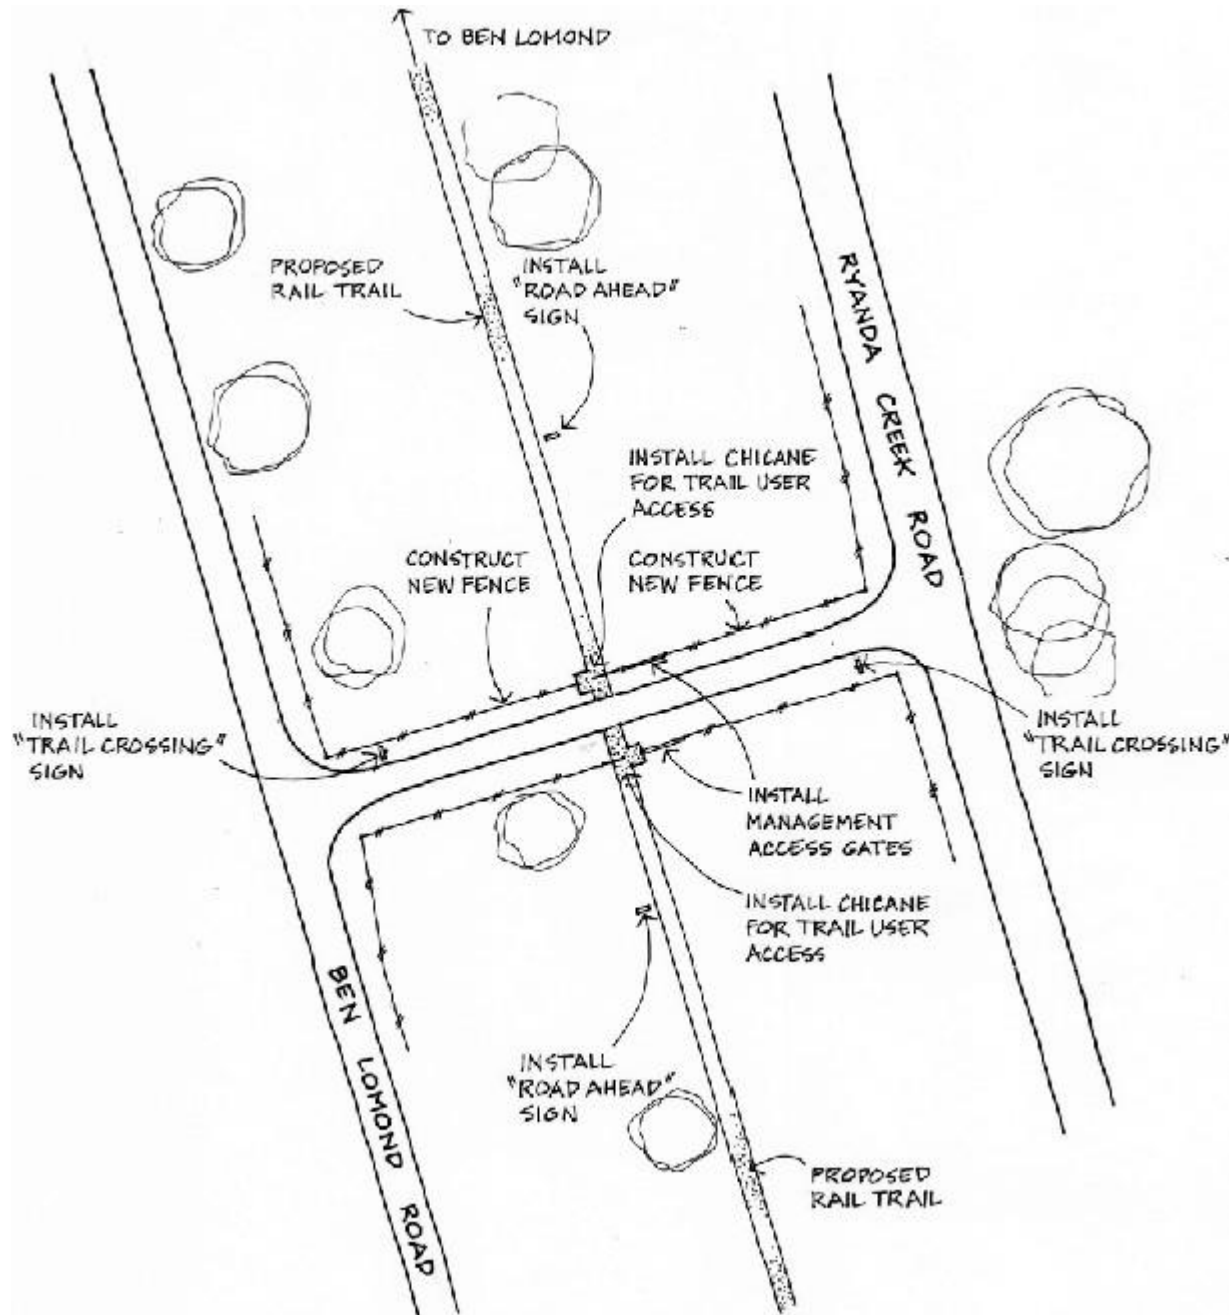 TO BEN LOMOND
PROPOSED
RAIL TRAIL
INSTALL
"ROAD AHEAD"
SIGN
RYANDA CREEK ROAD
INSTALL CHICANE
FOR TRAIL USER
ACCESS
CONSTRUCT
NEW FENCE
CONSTRUCT
NEW FENCE
INSTALL
"TRAIL CROSSING"
SIGN
INSTALL
"TRAIL CROSSING"
SIGN
INSTALL
MANAGEMENT
ACCESS GATES
INSTALL CHICANE
FOR TRAIL USER
ACCESS
BEN LOMOND ROAD
INSTALL
"ROAD AHEAD"
SIGN
PROPOSED
RAIL TRAIL